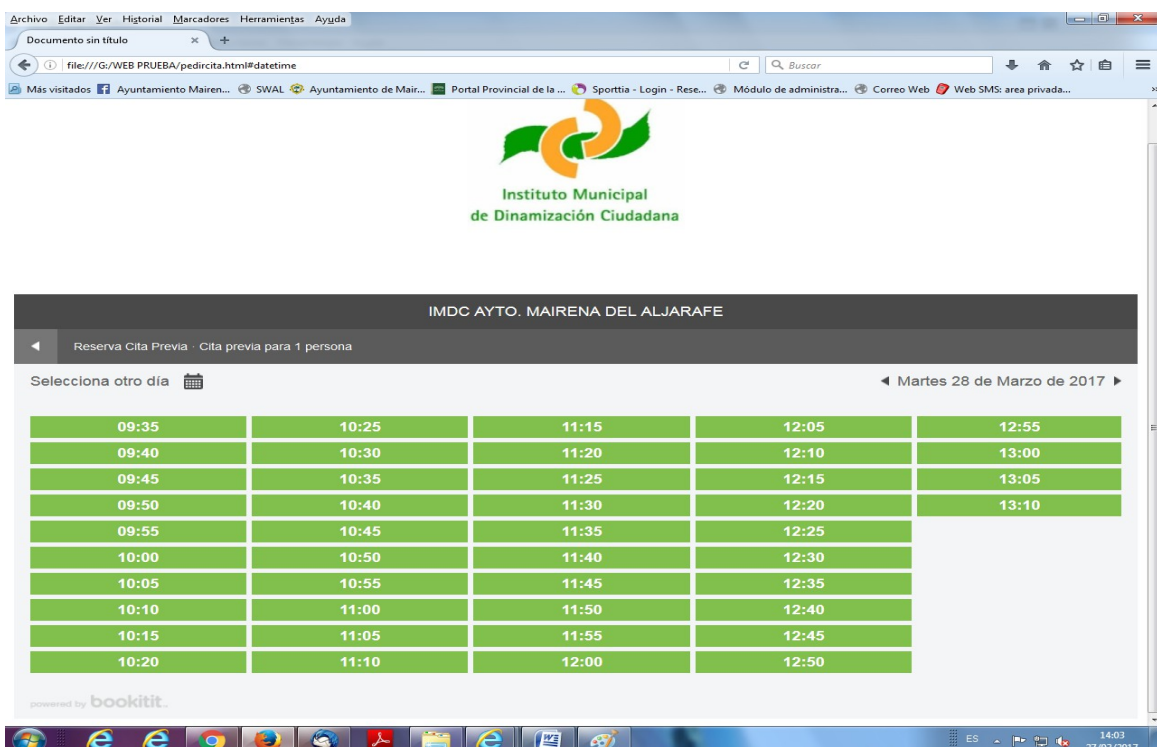 Archivo Editar Ver Historial Marcadores Herramientas Ayuda
Documento sin título × +
file:///G:/WEB PRUEBA/pedircita.html#datetime Buscar
Más visitados Ayuntamiento Mairen... SWAL Ayuntamiento de Mair... Portal Provincial de la ... Sporttia - Login - Rese... Módulo de administra... Correo Web Web SMS: area privada... »
Instituto Municipal
de Dinamización Ciudadana
IMDC AYTO. MAIRENA DEL ALJARAFE
Reserva Cita Previa · Cita previa para 1 persona
Selecciona otro día Martes 28 de Marzo de 2017
09:35 10:25 11:15 12:05 12:55
09:40 10:30 11:20 12:10 13:00
09:45 10:35 11:25 12:15 13:05
09:50 10:40 11:30 12:20 13:10
09:55 10:45 11:35 12:25
10:00 10:50 11:40 12:30
10:05 10:55 11:45 12:35
10:10 11:00 11:50 12:40
10:15 11:05 11:55 12:45
10:20 11:10 12:00 12:50
powered by bookitit.
ES 14:03